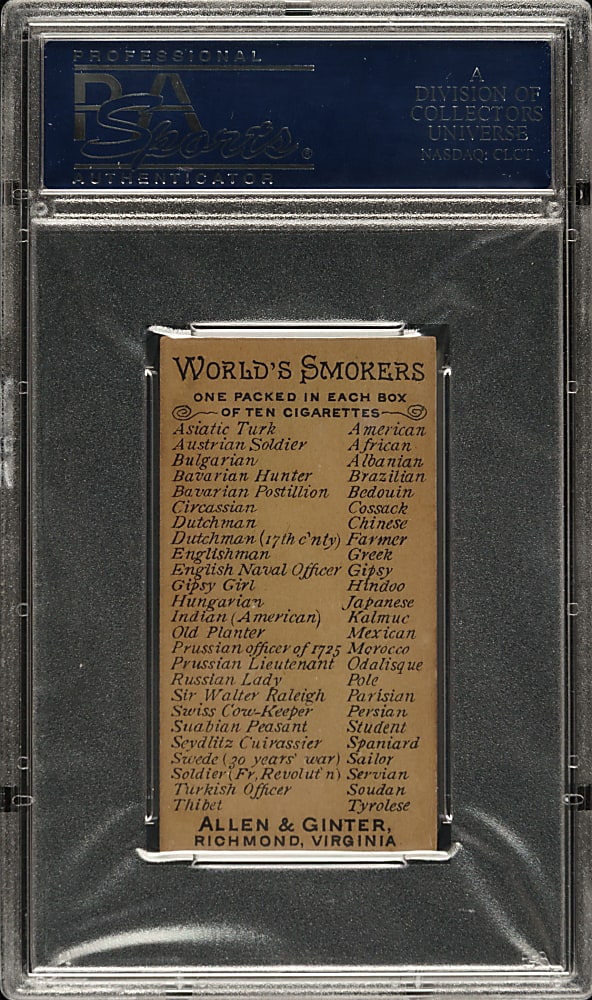 PROFESSIONAL
PSA
Sports
AUTHENTICATOR
A
DIVISION OF
COLLECTORS
UNIVERSE
NASDAQ: CLCT
WORLD'S SMOKERS
ONE PACKED IN EACH BOX
OF TEN CIGARETTES
Asiatic Turk American
Austrian Soldier African
Bulgarian Albanian
Bavarian Hunter Brazilian
Bavarian Postillion Bedouin
Circassian Cossack
Dutchman Chinese
Dutchman (17th c'nty) Farmer
Englishman Greek
English Naval Officer Gipsy
Gipsy Girl Hindoo
Hungarian Japanese
Indian (American) Kalmuc
Old Planter Mexican
Prussian officer of 1725 Morocco
Prussian Lieutenant Odalisque
Russian Lady Pole
Sir Walter Raleigh Parisian
Swiss Cow-Keeper Persian
Suabian Peasant Student
Seydlitz Cuirassier Spaniard
Swede (30 years' war) Sailor
Soldier (Fr, Revolut'n) Servian
Turkish Officer Soudan
Thibet Tyrolese
ALLEN & GINTER,
RICHMOND, VIRGINIA